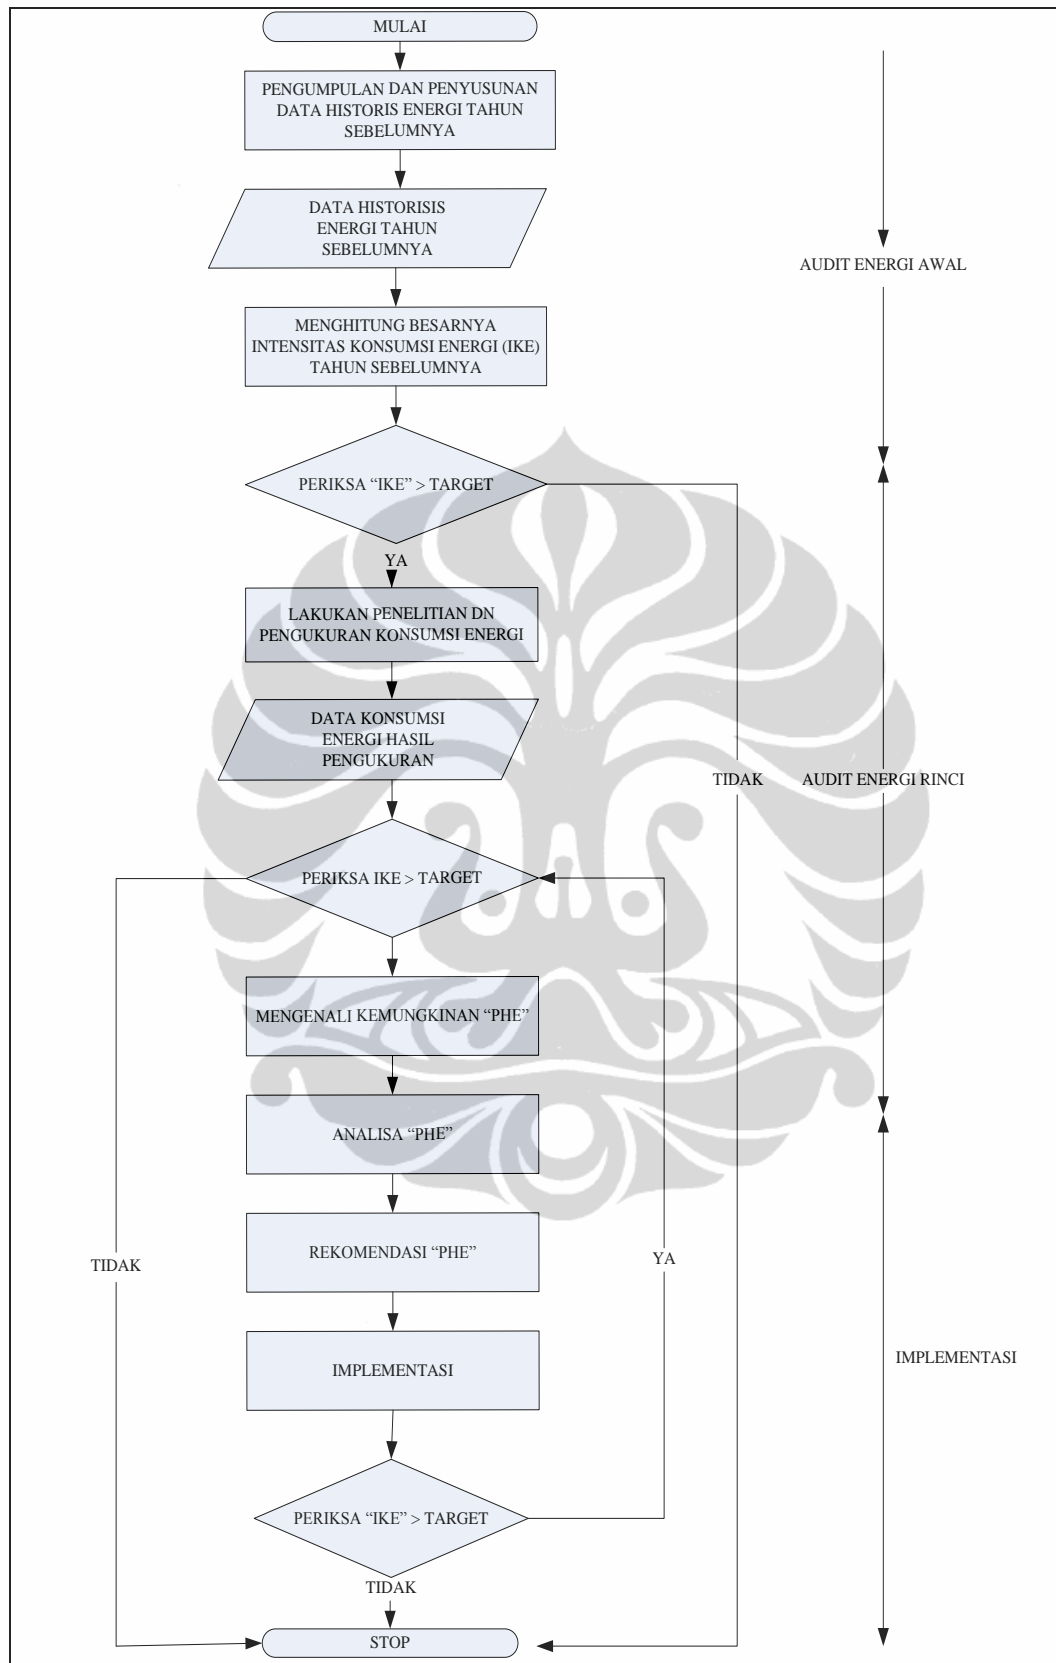 MULAI
PENGUMPULAN DAN PENYUSUNAN
DATA HISTORIS ENERGI TAHUN
SEBELUMNYA
DATA HISTORISIS
ENERGI TAHUN
SEBELUMNYA
AUDIT ENERGI AWAL
MENGHITUNG BESARNYA
INTENSITAS KONSUMSI ENERGI (IKE)
TAHUN SEBELUMNYA
PERIKSA “IKE” > TARGET
YA
LAKUKAN PENELITIAN DN
PENGUKURAN KONSUMSI ENERGI
DATA KONSUMSI
ENERGI HASIL
PENGUKURAN
TIDAK
AUDIT ENERGI RINCI
PERIKSA IKE > TARGET
MENGENALI KEMUNGKINAN “PHE”
ANALISA “PHE”
REKOMENDASI “PHE”
TIDAK
YA
IMPLEMENTASI
IMPLEMENTASI
PERIKSA “IKE” > TARGET
TIDAK
STOP